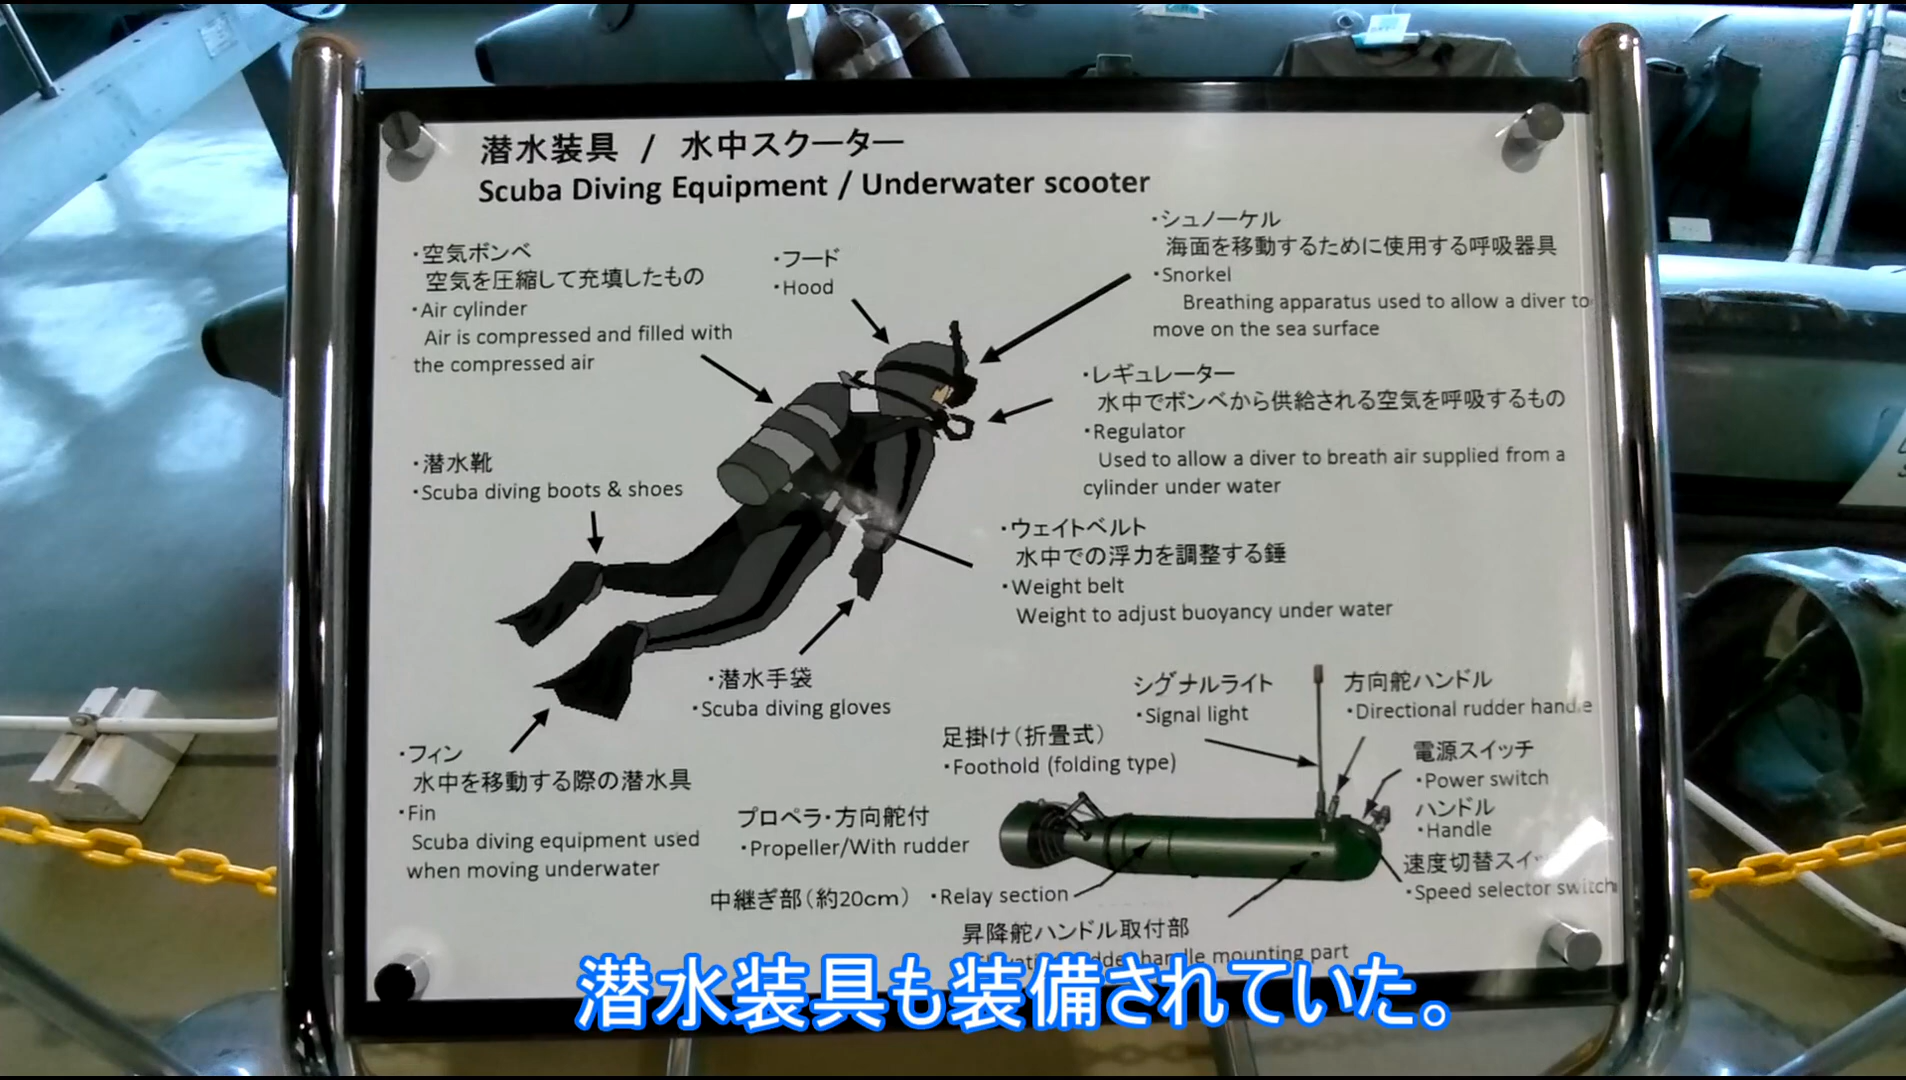 潜水装具 / 水中スクーター
Scuba Diving Equipment / Underwater scooter
・空気ボンベ
空気を圧縮して充填したもの
・Air cylinder
Air is compressed and filled with
the compressed air
・フード
・Hood
・シュノーケル
海面を移動するために使用する呼吸器具
・Snorkel
Breathing apparatus used to allow a diver to
move on the sea surface
・レギュレーター
水中でボンベから供給される空気を呼吸するもの
・Regulator
Used to allow a diver to breath air supplied from a
cylinder under water
・潜水靴
・Scuba diving boots & shoes
・ウェイトベルト
水中での浮力を調整する錘
・Weight belt
Weight to adjust buoyancy under water
・潜水手袋
・Scuba diving gloves
・フィン
水中を移動する際の潜水具
・Fin
Scuba diving equipment used
when moving underwater
シグナルライト
・Signal light
方向舵ハンドル
・Directional rudder handle
足掛け(折畳式)
・Foothold (folding type)
電源スイッチ
・Power switch
ハンドル
・Handle
プロペラ・方向舵付
・Propeller/With rudder
速度切替スイ
・Speed selector switch
中継ぎ部(約20cm)
・Relay section
昇降舵ハンドル取付部
handle mounting part
潜水装具も装備されていた。